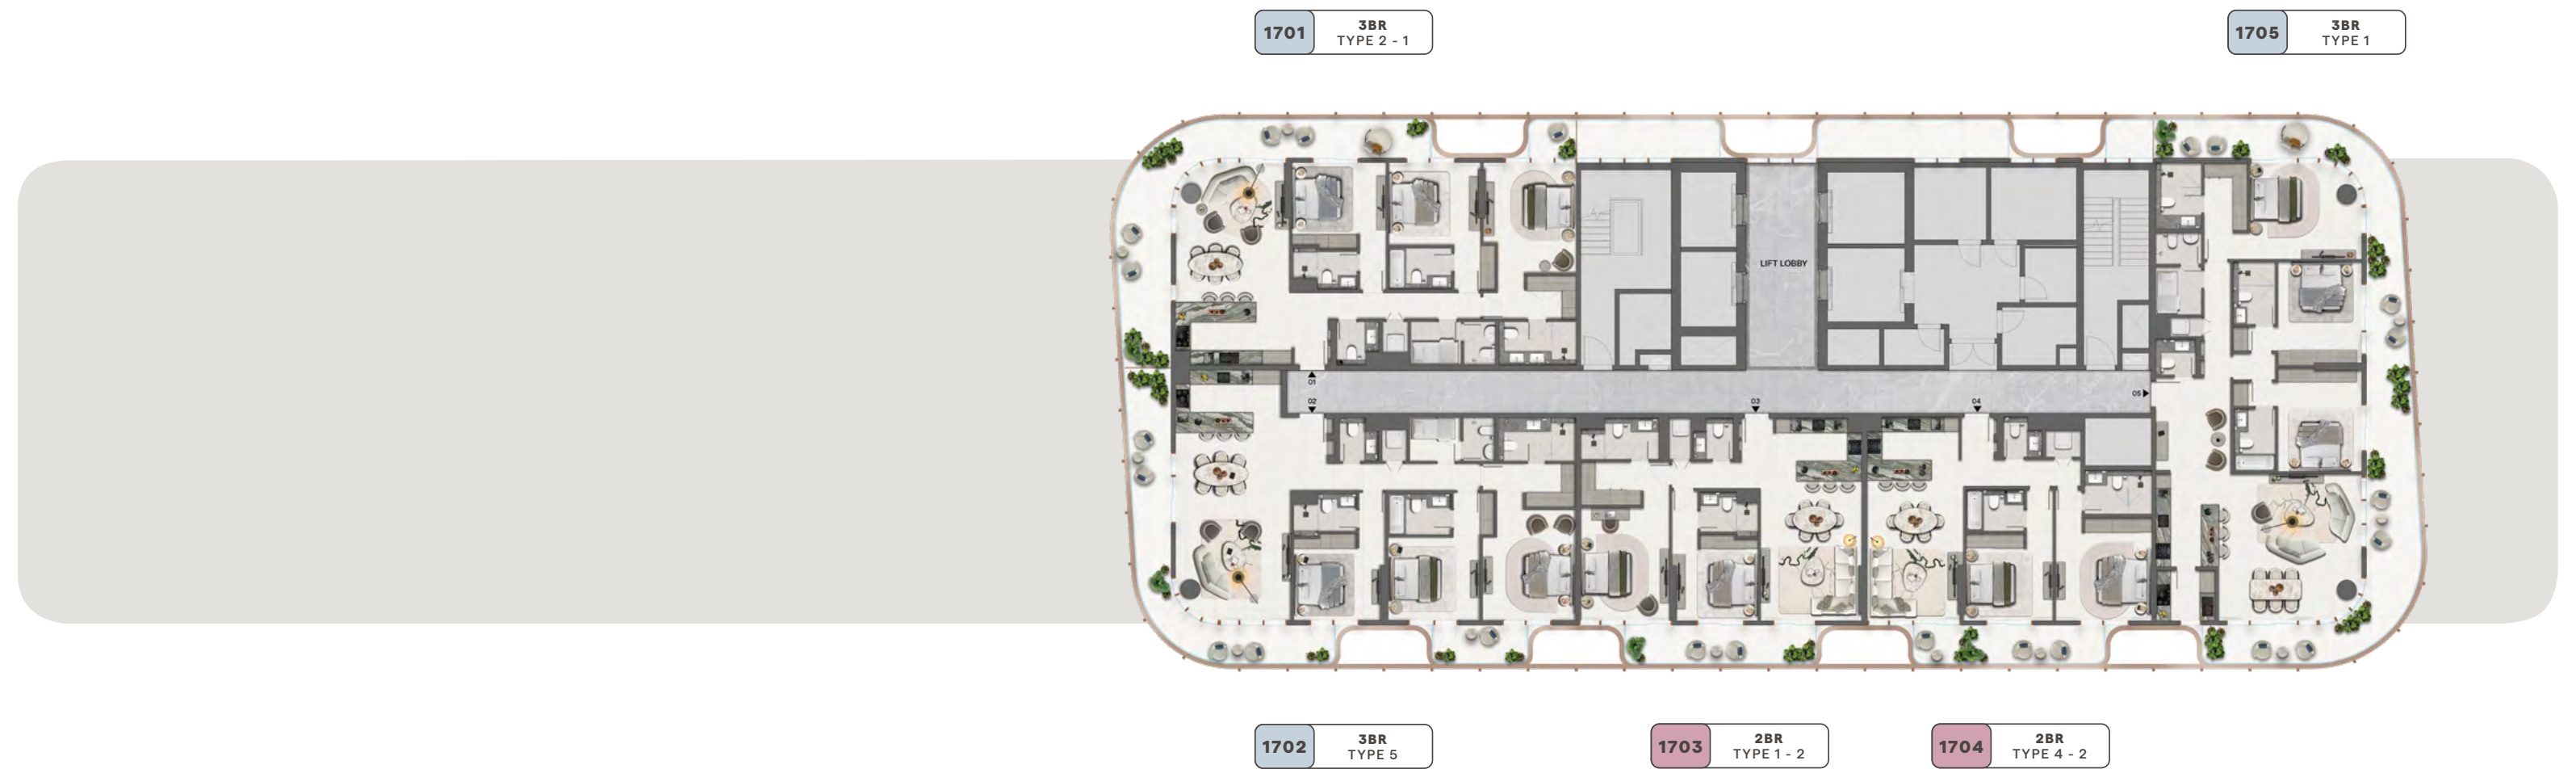 1701
3BR
TYPE 2 - 1
1705
3BR
TYPE 1
LIFT LOBBY
01
02
03
04
05
1702
3BR
TYPE 5
1703
2BR
TYPE 1 - 2
1704
2BR
TYPE 4 - 2